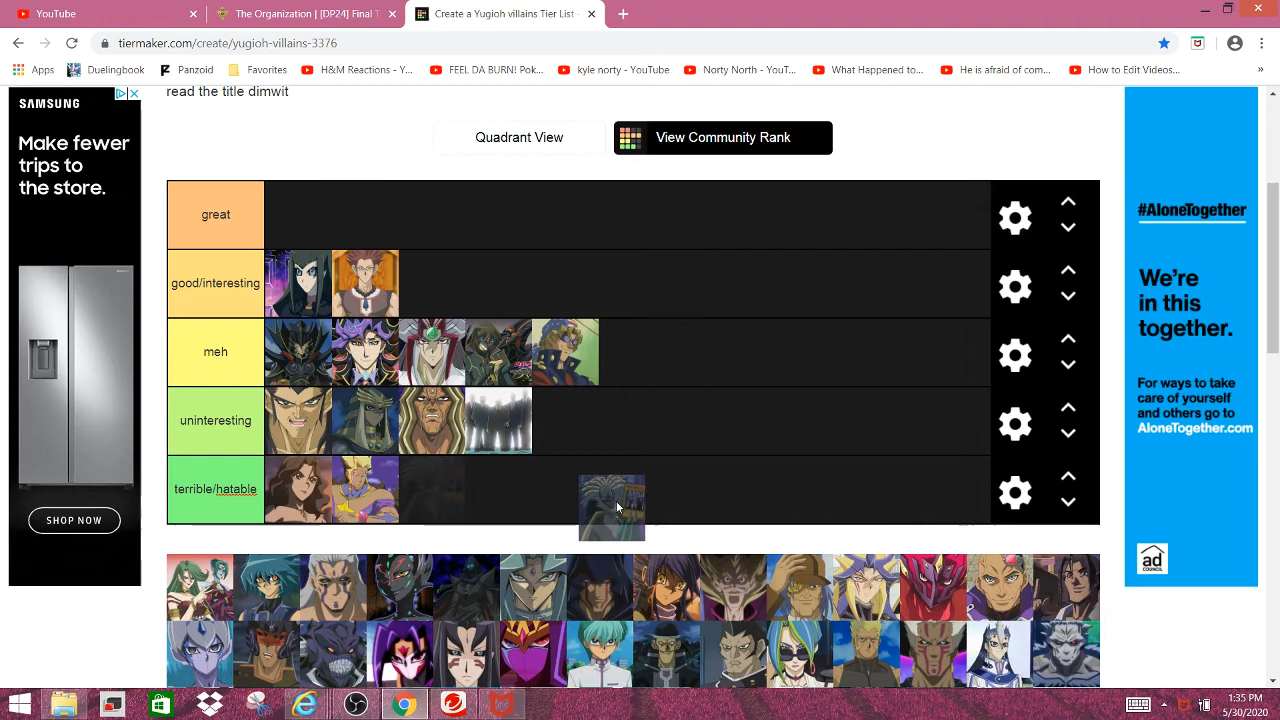 YouTube
Animation Illustration | [DP24] Final T
Create a Yugioh villains Tier List -
tiermaker.com/create/yugioh-villains-3376
Apps
Duelingbook
Panzoid
Favorites
H&M Reactions - Y...
FEEL DA BURN! Pok...
kyle norty - YouTube
Norty North - YouT...
What Happened to...
He is afraid of com...
How to Edit Videos...
»
read the title dimwit
Quadrant View
View Community Rank
great
good/interesting
meh
uninteresting
terrible/hatable
SAMSUNG
Make fewer
trips to
the store.
SHOP NOW
#AloneTogether
We're
in this
together.
For ways to take
care of yourself
and others go to
AloneTogether.com
ad
COUNCIL
1:35 PM
5/30/2020